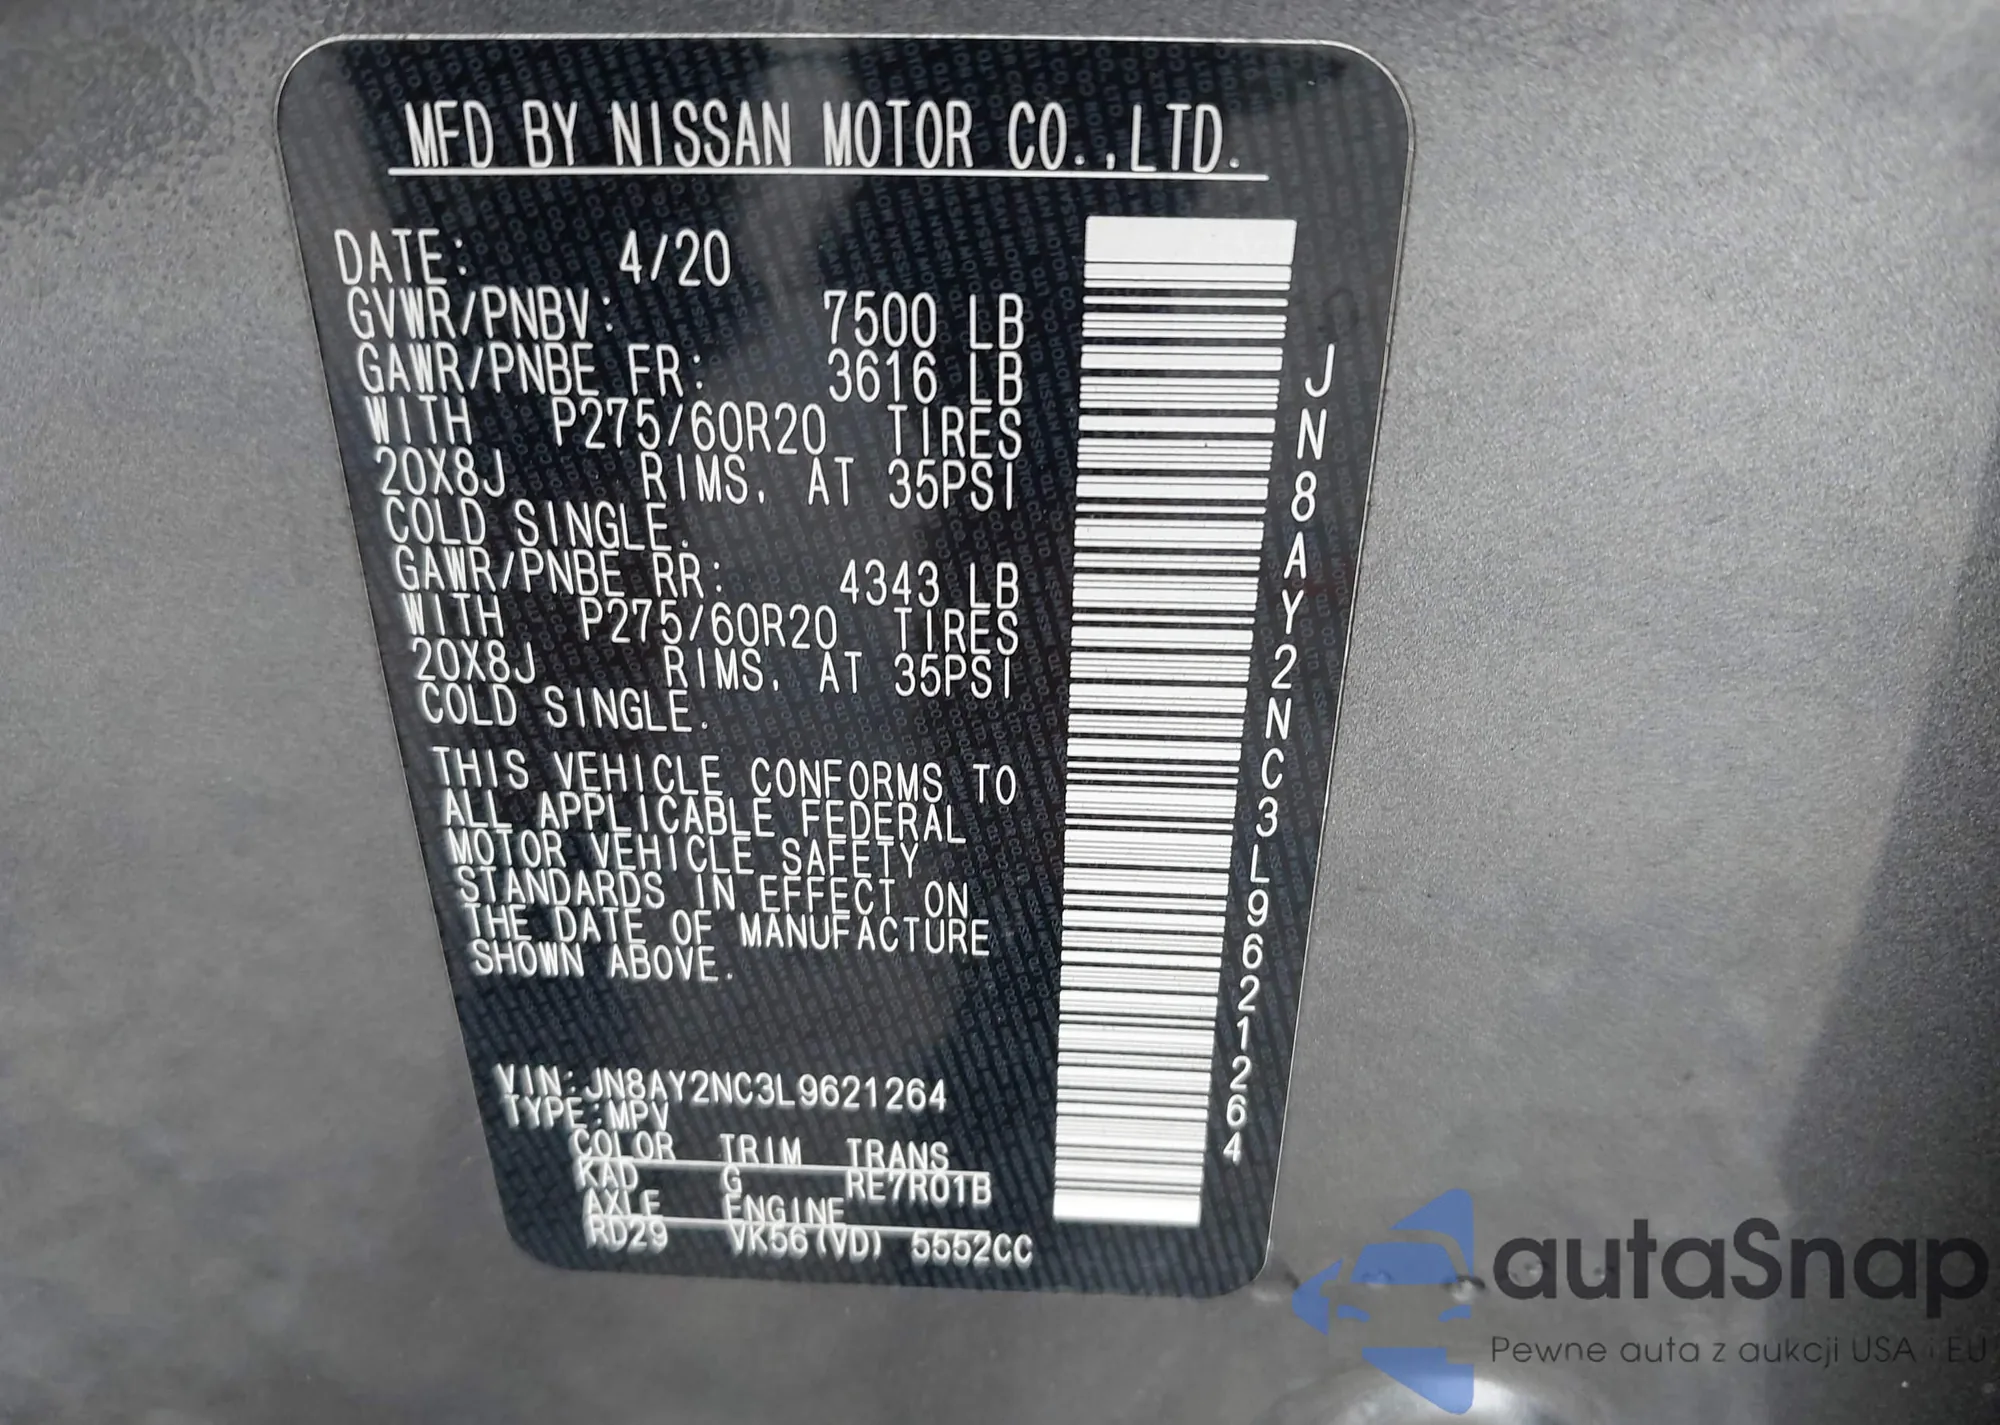 MFD BY NISSAN MOTOR CO.,LTD.
DATE: 4/20
GVWR/PNBV: 7500 LB
GAWR/PNBE FR: 3616 LB
WITH P275/60R20 TIRES
20X8J RIMS. AT 35PSI
COLD SINGLE.
GAWR/PNBE RR: 4343 LB
WITH P275/60R20 TIRES
20X8J RIMS. AT 35PSI
COLD SINGLE.
THIS VEHICLE CONFORMS TO
ALL APPLICABLE FEDERAL
MOTOR VEHICLE SAFETY
STANDARDS IN EFFECT ON
THE DATE OF MANUFACTURE
SHOWN ABOVE.
VIN:JN8AY2NC3L9621264
TYPE:MPV
COLOR TRIM TRANS
KAD G RE7R01B
AXLE ENGINE
RD29 VK56(VD) 5552CC
JN8AY2NC3L9621264
autaSnap
Pewne auta z aukcji USA i EU